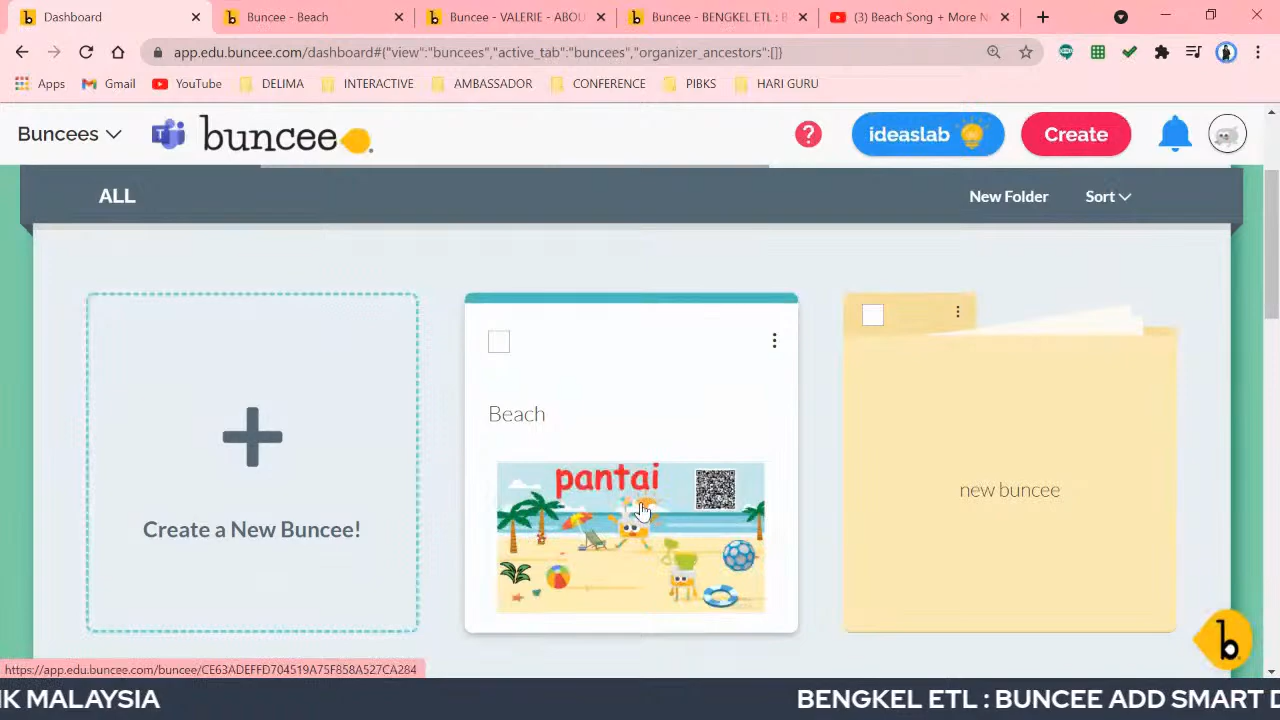 Dashboard
Buncee - Beach
Buncee - VALERIE - ABOU
Buncee - BENGKEL ETL : B
(3) Beach Song + More N
app.edu.buncee.com/dashboard#{"view"-"buncees","active_tab"-"buncees" "organizer_ancestors":[]}
Apps
Gmail
YouTube
DELIMA
INTERACTIVE
AMBASSADOR
CONFERENCE
PIBKS
HARI GURU
Buncees
buncee
?
ideaslab
Create
ALL
New Folder
Sort
Create a New Buncee!
Beach
pantai
new buncee
b
https://app.edu.buncee.com/buncee/CE63ADEFFD704519A75F858A527CA284
NK MALAYSIA
BENGKEL ETL : BUNCEE ADD SMART D